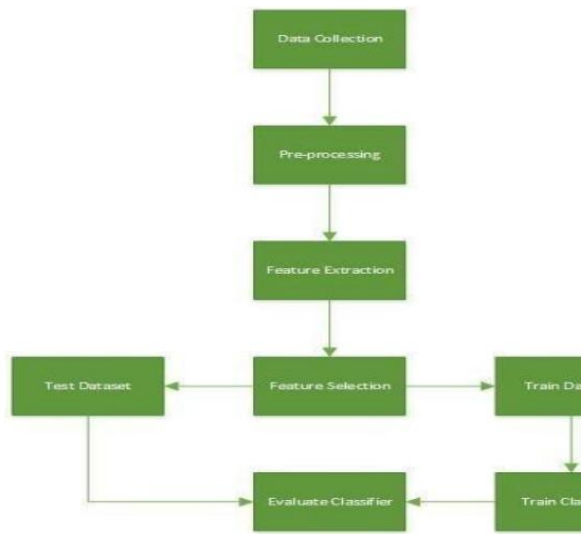 Data Collection
Pre-processing
Feature Extraction
Test Dataset
Feature Selection
Train Da
Evaluate Classifier
Train Cla